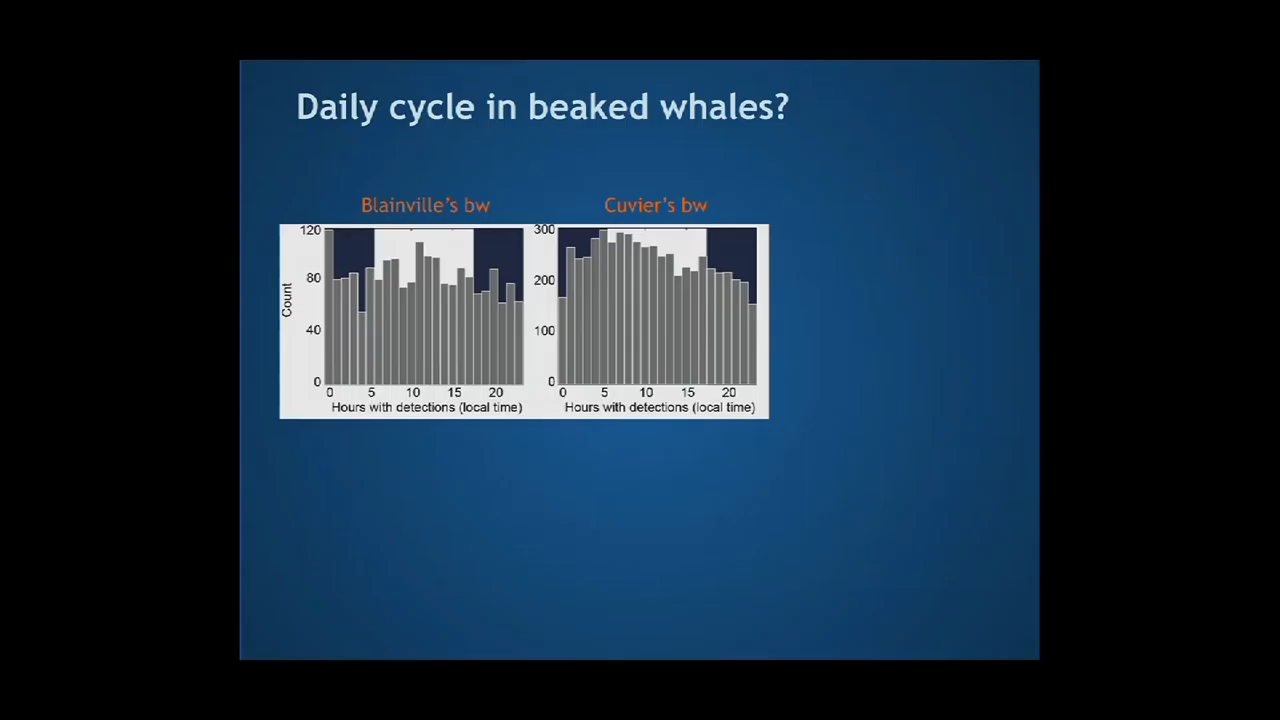 Daily cycle in beaked whales?
Blainville's bw
Cuvier's bw
Count
120
80
40
0
0 5 10 15 20
Hours with detections (local time)
300
200
100
0
0 5 10 15 20
Hours with detections (local time)